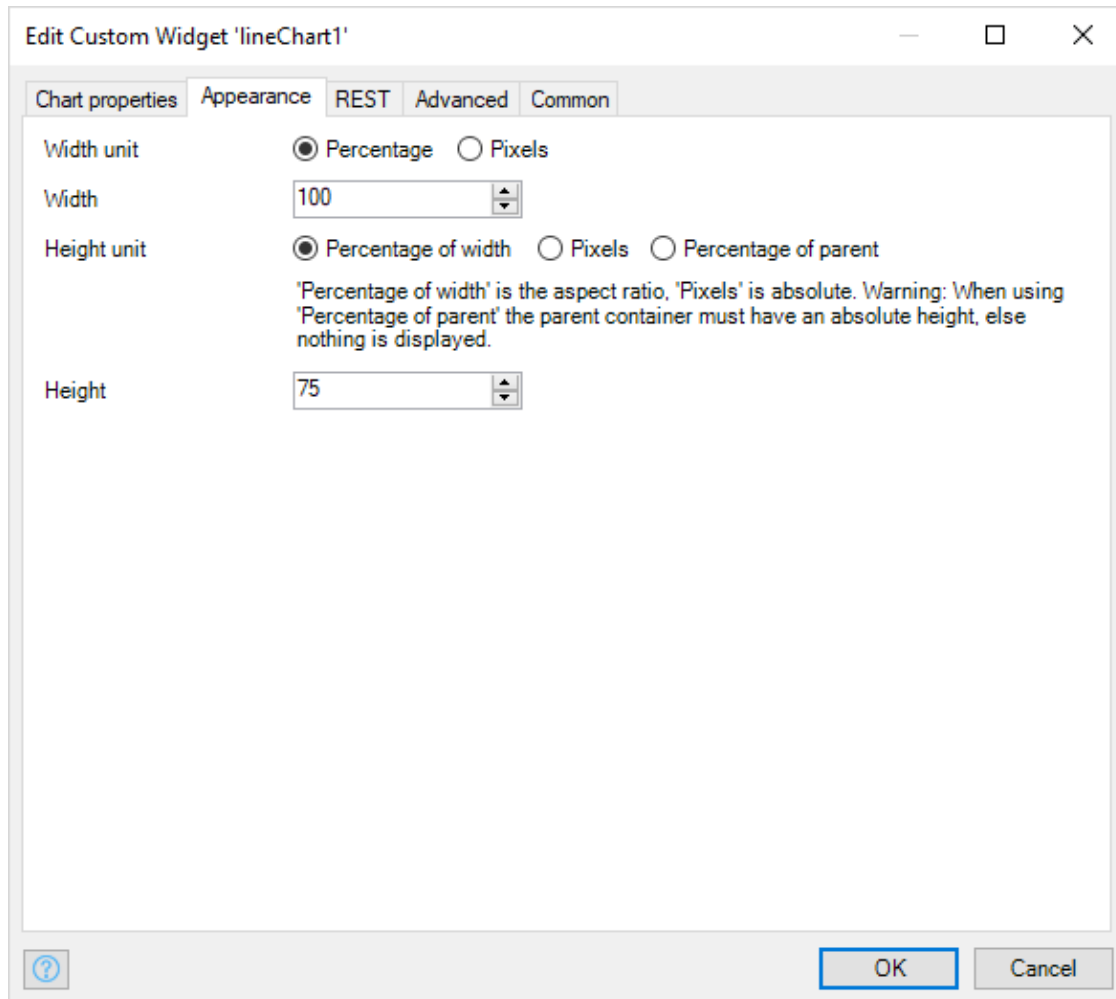 Edit Custom Widget 'lineChart1'
Chart properties Appearance REST Advanced Common
Width unit Percentage Pixels
Width 100
Height unit Percentage of width Pixels Percentage of parent
'Percentage of width' is the aspect ratio, 'Pixels' is absolute. Warning: When using
'Percentage of parent' the parent container must have an absolute height, else
nothing is displayed.
Height 75
? OK Cancel